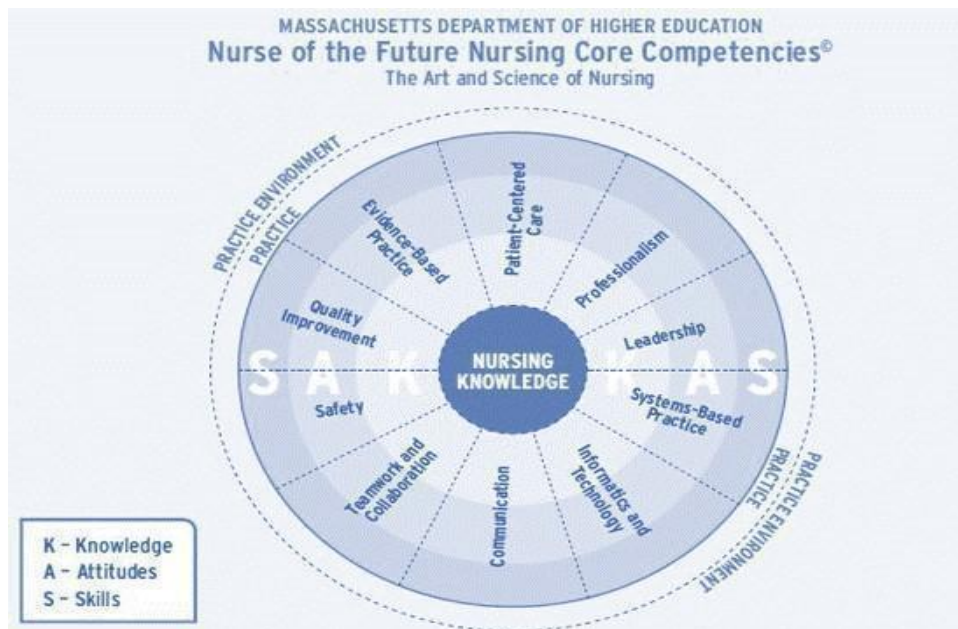 MASSACHUSETTS DEPARTMENT OF HIGHER EDUCATION
Nurse of the Future Nursing Core Competencies©
The Art and Science of Nursing
PRACTICE ENVIRONMENT
PRACTICE
Patient-Centered
Care
Professionalism
Leadership
Systems-Based
Practice
Informatics and
Technology
Communication
Teamwork and
Collaboration
Safety
Quality
Improvement
Evidence-Based
Practice
S A K
NURSING
KNOWLEDGE
K A S
PRACTICE
PRACTICE ENVIRONMENT
K – Knowledge
A – Attitudes
S – Skills